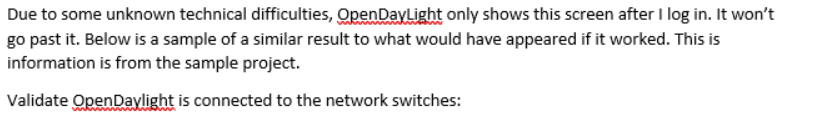 Due to some unknown technical difficulties, OpenDayLight only shows this screen after I log in. It won’t
go past it. Below is a sample of a similar result to what would have appeared if it worked. This is
information is from the sample project.
Validate OpenDaylight is connected to the network switches: